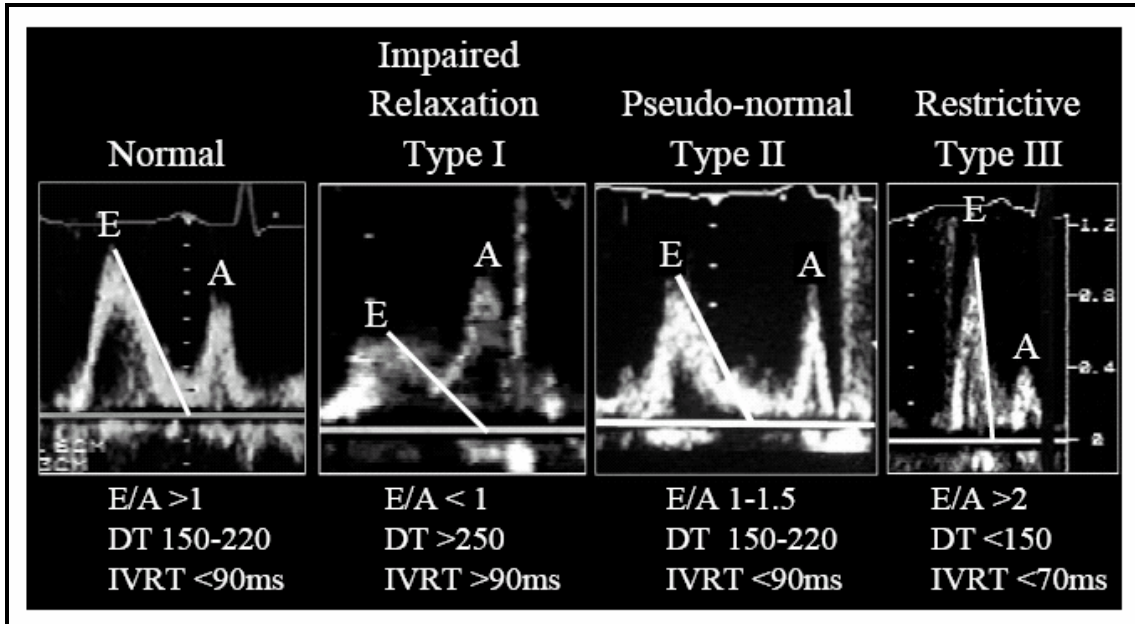 Normal
Impaired
Relaxation
Type I
Pseudo-normal
Type II
Restrictive
Type III
E
A
E
A
E
A
E
A
1.2
0.8
0.4
0
E/A >1
DT 150-220
IVRT <90ms
E/A < 1
DT >250
IVRT >90ms
E/A 1-1.5
DT 150-220
IVRT <90ms
E/A >2
DT <150
IVRT <70ms